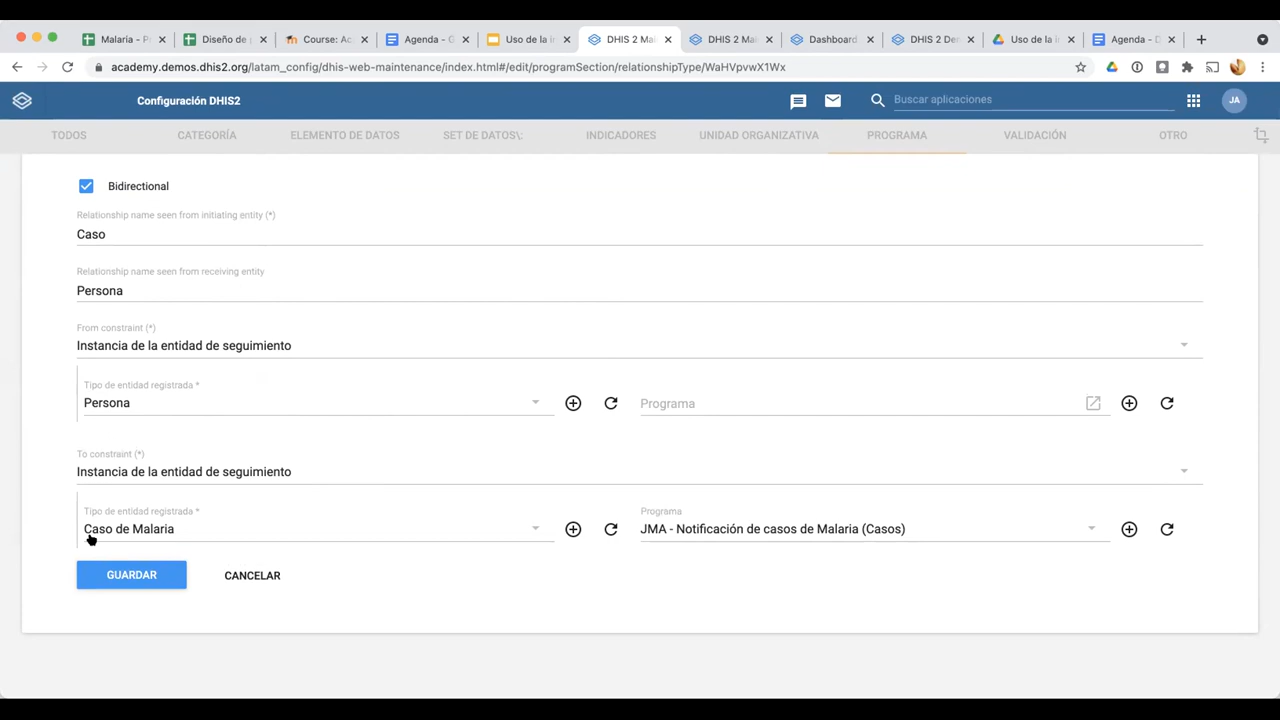 Malaria - P
Diseño de
Course: Ac
Agenda - G
Uso de la i
DHIS 2 Ma
DHIS 2 Mai
Dashboard
DHIS 2 De
Uso de la i
Agenda - D
academy.demos.dhis2.org/latam_config/dhis-web-maintenance/index.html#/edit/programSection/relationshipType/WaHVpvwX1Wx
Configuración DHIS2
Buscar aplicaciones
JA
TODOS CATEGORÍA ELEMENTO DE DATOS SET DE DATOS\: INDICADORES UNIDAD ORGANIZATIVA PROGRAMA VALIDACIÓN OTRO
Bidirectional
Relationship name seen from initiating entity (*)
Caso
Relationship name seen from receiving entity
Persona
From constraint (*)
Instancia de la entidad de seguimiento
Tipo de entidad registrada *
Persona Programa
To constraint (*)
Instancia de la entidad de seguimiento
Tipo de entidad registrada * Programa
Caso de Malaria JMA - Notificación de casos de Malaria (Casos)
GUARDAR CANCELAR